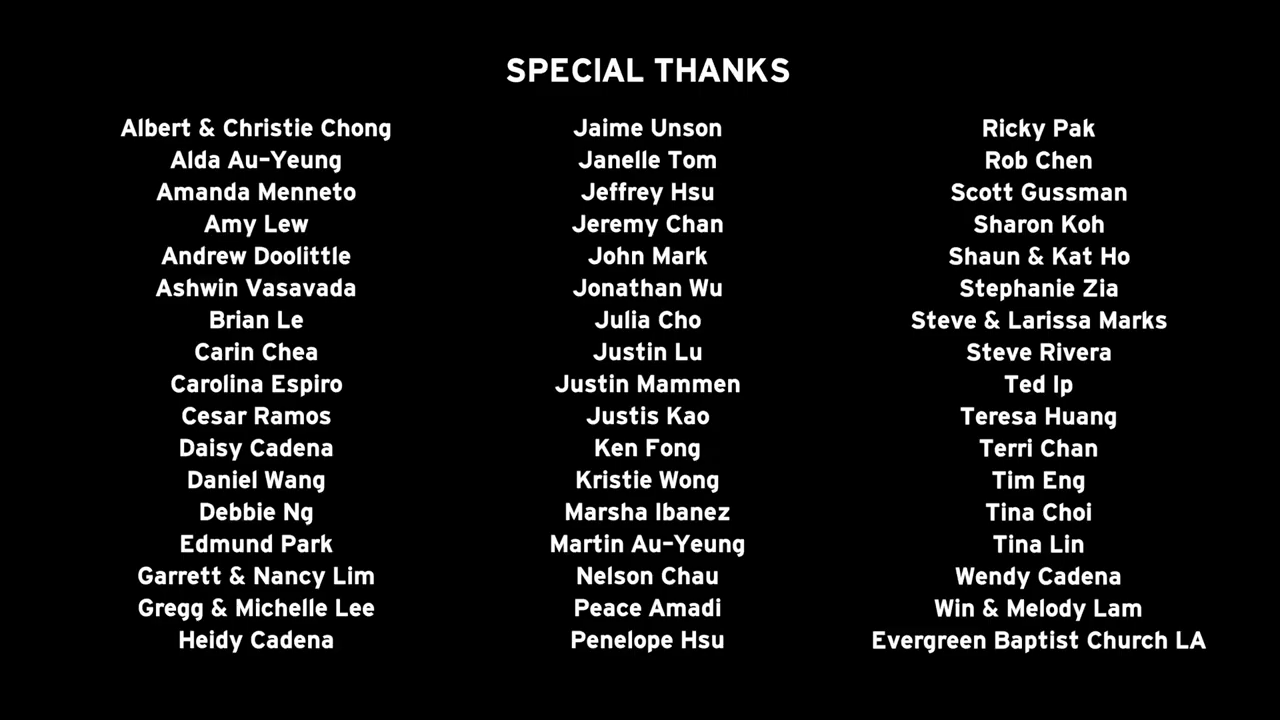 SPECIAL THANKS
Albert & Christie Chong
Alda Au-Yeung
Amanda Menneto
Amy Lew
Andrew Doolittle
Ashwin Vasavada
Brian Le
Carin Chea
Carolina Espiro
Cesar Ramos
Daisy Cadena
Daniel Wang
Debbie Ng
Edmund Park
Garrett & Nancy Lim
Gregg & Michelle Lee
Heidy Cadena
Jaime Unson
Janelle Tom
Jeffrey Hsu
Jeremy Chan
John Mark
Jonathan Wu
Julia Cho
Justin Lu
Justin Mammen
Justis Kao
Ken Fong
Kristie Wong
Marsha Ibanez
Martin Au-Yeung
Nelson Chau
Peace Amadi
Penelope Hsu
Ricky Pak
Rob Chen
Scott Gussman
Sharon Koh
Shaun & Kat Ho
Stephanie Zia
Steve & Larissa Marks
Steve Rivera
Ted Ip
Teresa Huang
Terri Chan
Tim Eng
Tina Choi
Tina Lin
Wendy Cadena
Win & Melody Lam
Evergreen Baptist Church LA